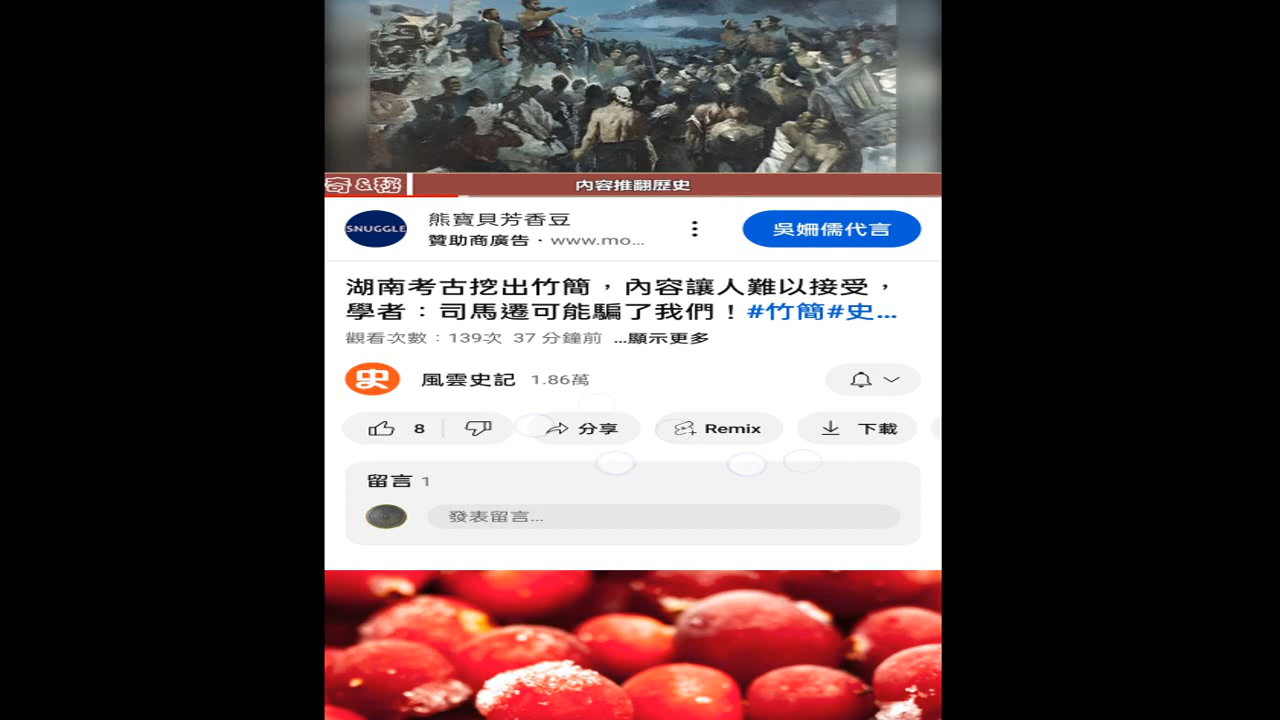 奇&秘
內容推翻歷史
SNUGGLE
熊寶貝芳香豆
贊助商廣告・www.mo...
吳姍儒代言
湖南考古挖出竹簡，內容讓人難以接受，
學者：司馬遷可能騙了我們！#竹簡#史...
觀看次數：139次 37 分鐘前 ...顯示更多
史
風雲史記 1.86萬
8 分享 Remix 下載
留言 1
發表留言...